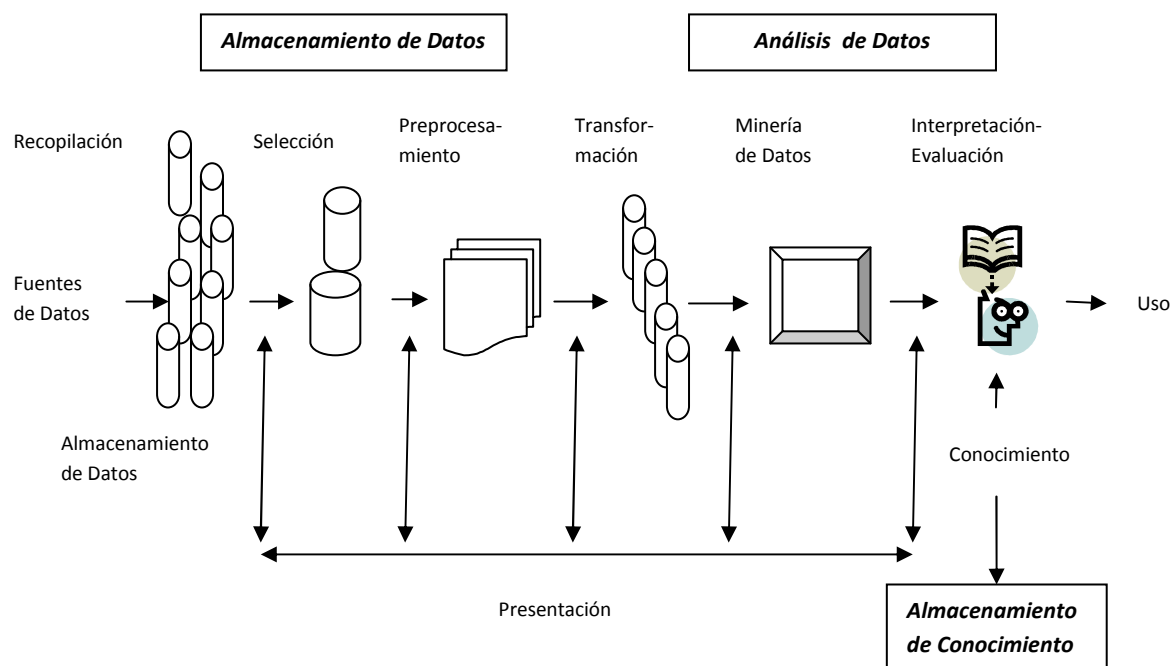 Almacenamiento de Datos
Análisis de Datos
Recopilación
Selección
Preprocesa-
miento
Transfor-
mación
Minería
de Datos
Interpretación-
Evaluación
Fuentes
de Datos
Uso
Almacenamiento
de Datos
Conocimiento
Presentación
Almacenamiento
de Conocimiento